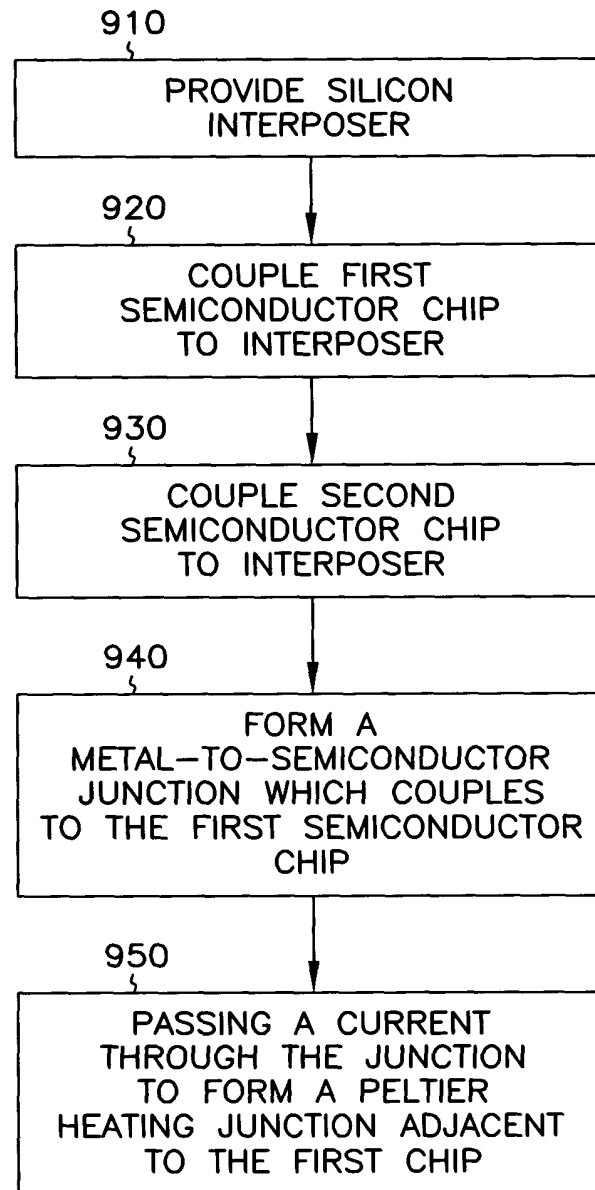 910
PROVIDE SILICON
INTERPOSER
920
COUPLE FIRST
SEMICONDUCTOR CHIP
TO INTERPOSER
930
COUPLE SECOND
SEMICONDUCTOR CHIP
TO INTERPOSER
940
FORM A
METAL-TO-SEMICONDUCTOR
JUNCTION WHICH COUPLES
TO THE FIRST SEMICONDUCTOR
CHIP
950
PASSING A CURRENT
THROUGH THE JUNCTION
TO FORM A PELTIER
HEATING JUNCTION ADJACENT
TO THE FIRST CHIP